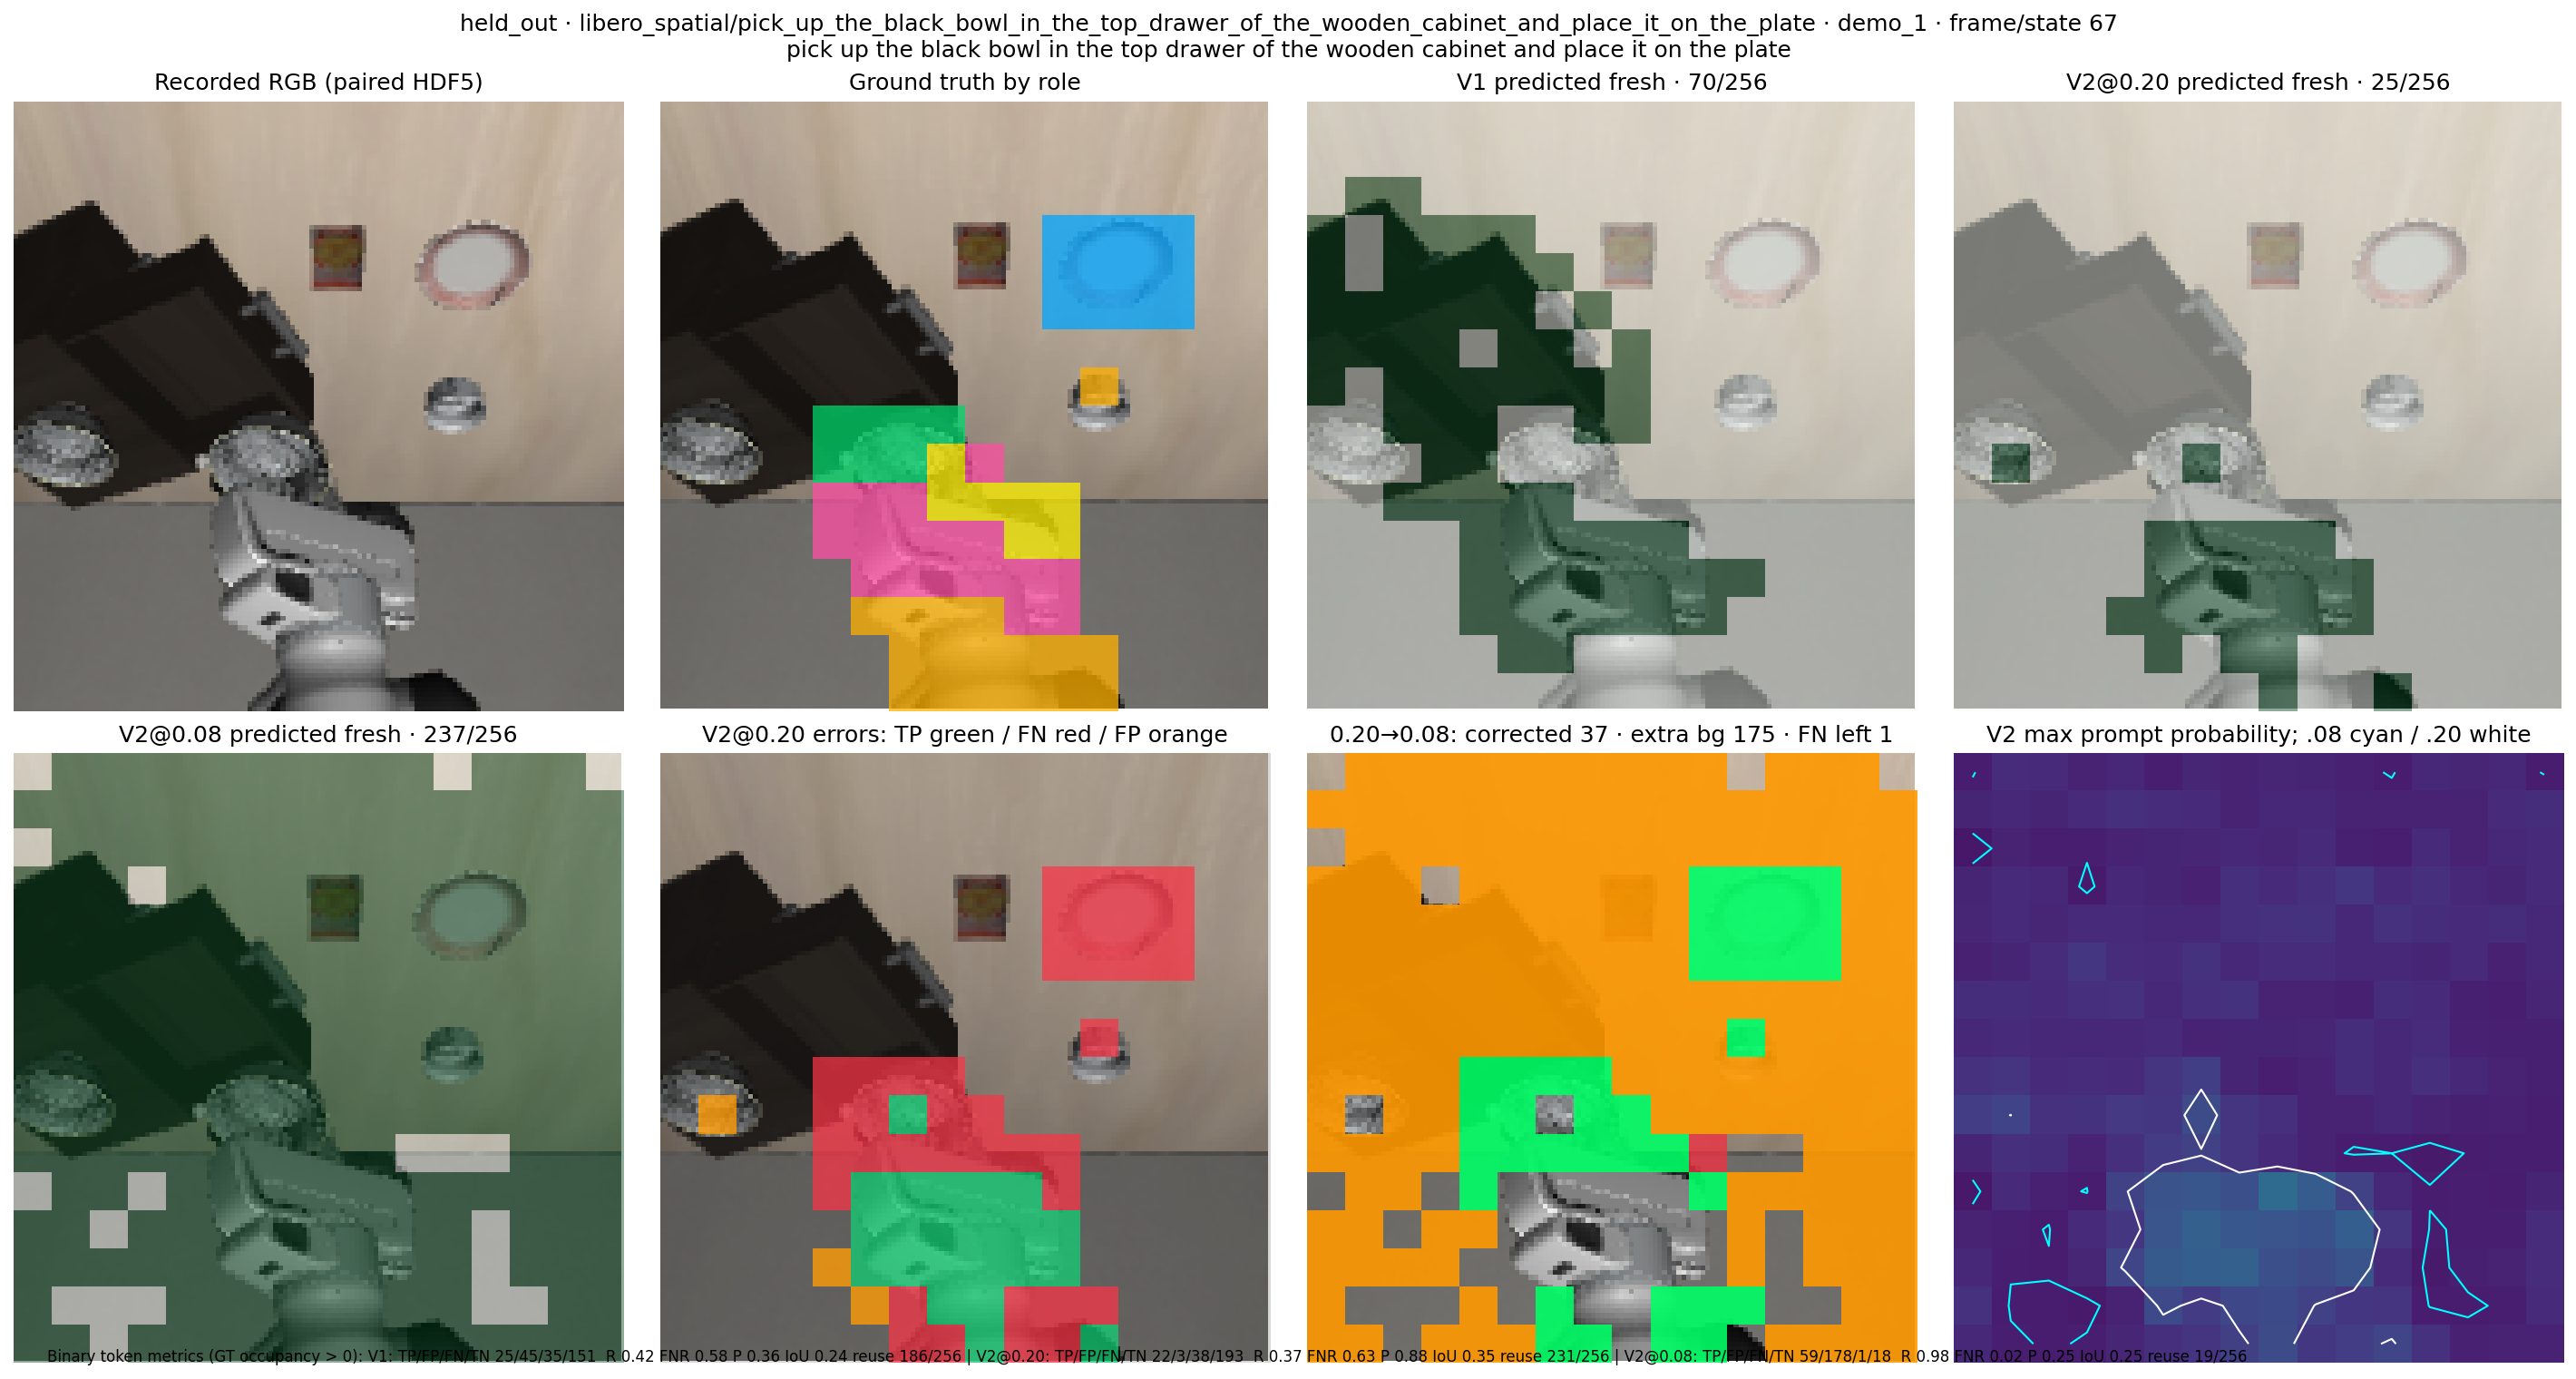 held_out · libero_spatial/pick_up_the_black_bowl_in_the_top_drawer_of_the_wooden_cabinet_and_place_it_on_the_plate · demo_1 · frame/state 67
pick up the black bowl in the top drawer of the wooden cabinet and place it on the plate
Recorded RGB (paired HDF5)
Ground truth by role
V1 predicted fresh · 70/256
V2@0.20 predicted fresh · 25/256
V2@0.08 predicted fresh · 237/256
V2@0.20 errors: TP green / FN red / FP orange
0.20→0.08: corrected 37 · extra bg 175 · FN left 1
V2 max prompt probability; .08 cyan / .20 white
Binary token metrics (GT occupancy > 0): V1: TP/FP/FN/TN 25/45/35/151  R 0.42 FNR 0.58 P 0.36 IoU 0.24 reuse 186/256 | V2@0.20: TP/FP/FN/TN 22/3/38/193  R 0.37 FNR 0.63 P 0.88 IoU 0.35 reuse 231/256 | V2@0.08: TP/FP/FN/TN 59/178/1/18  R 0.98 FNR 0.02 P 0.25 IoU 0.25 reuse 19/256